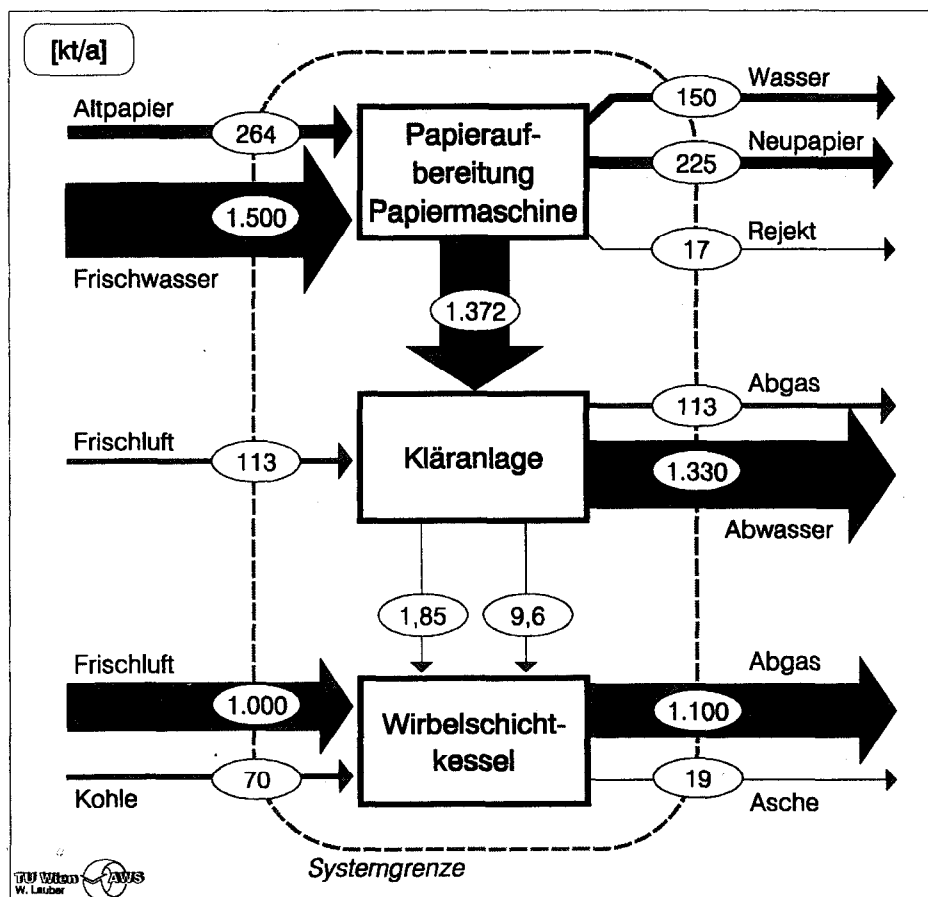 [kt/a]
Altpapier
264
1.500
Frischwasser
Papierauf-
bereitung
Papiermaschine
Wasser
150
Neupapier
225
Rejekt
17
1.372
Frischluft
113
Kläranlage
Abgas
113
1.330
Abwasser
1,85
9,6
Frischluft
1.000
70
Kohle
Wirbelschicht-
kessel
Abgas
1.100
19
Asche
Systemgrenze
TU Wien AWS
W. Lauber